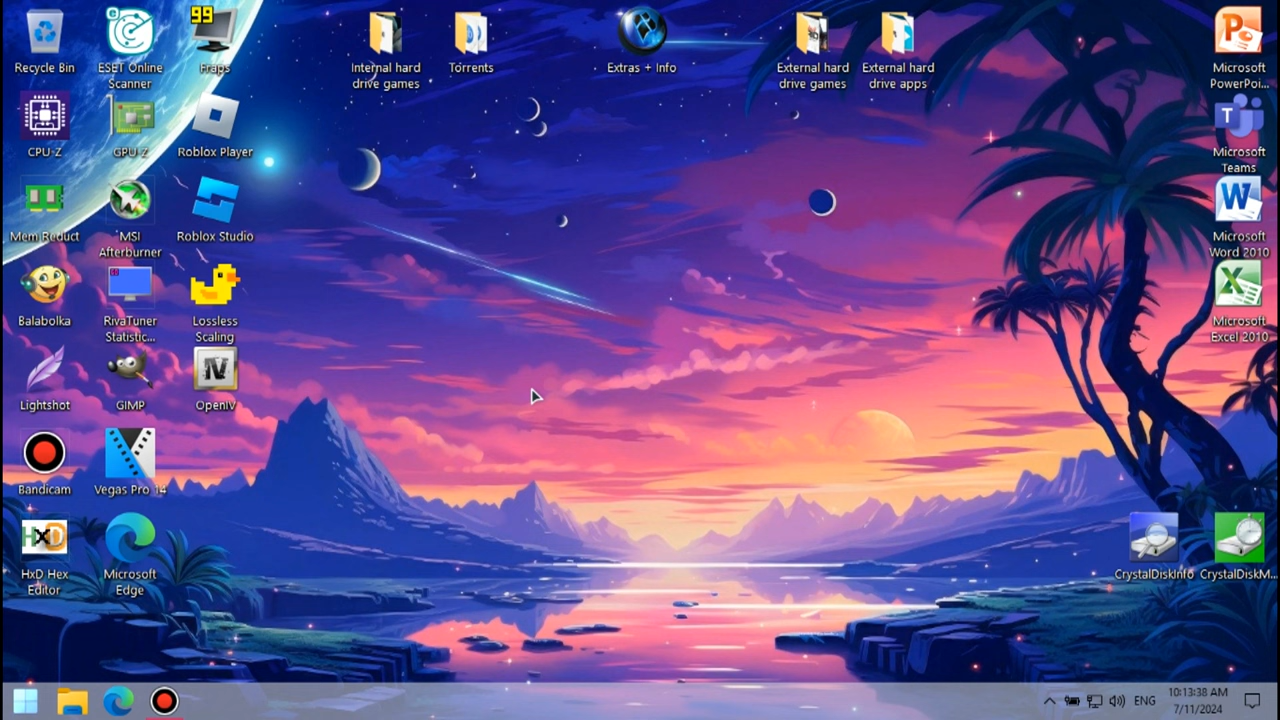 Recycle Bin
ESET Online
Scanner
99
Fraps
Internal hard
drive games
Torrents
Extras + Info
External hard
drive games
External hard
drive apps
P
Microsoft
PowerPoi...
CPU-Z
GPU-Z
Roblox Player
T
Microsoft
Teams
Mem Reduct
MSI
Afterburner
Roblox Studio
W
Microsoft
Word 2010
Balabolka
60
RivaTuner
Statistic...
Lossless
Scaling
X
Microsoft
Excel 2010
Lightshot
GIMP
IV
OpenIV
Bandicam
Vegas Pro 14
HxD
HxD Hex
Editor
Microsoft
Edge
CrystalDiskInfo
CrystalDiskM...
ENG
10:13:38 AM
7/11/2024